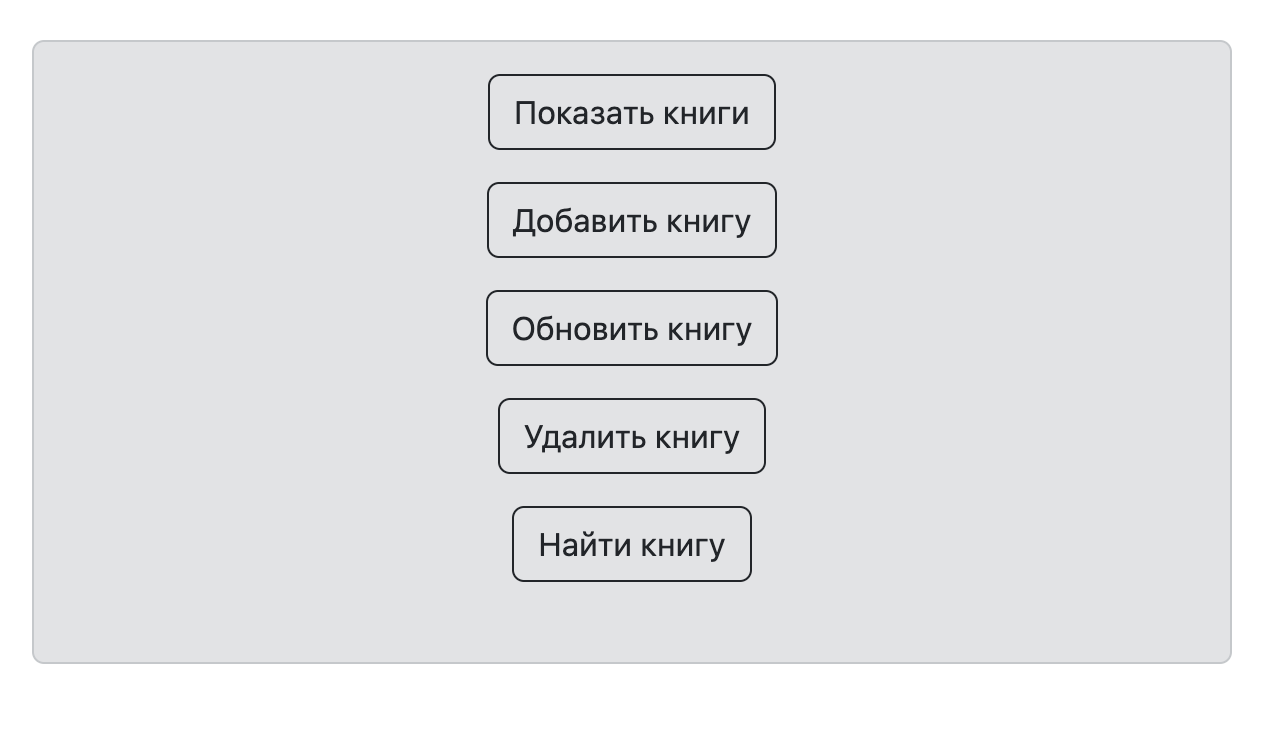 Показать книги
Добавить книгу
Обновить книгу
Удалить книгу
Найти книгу